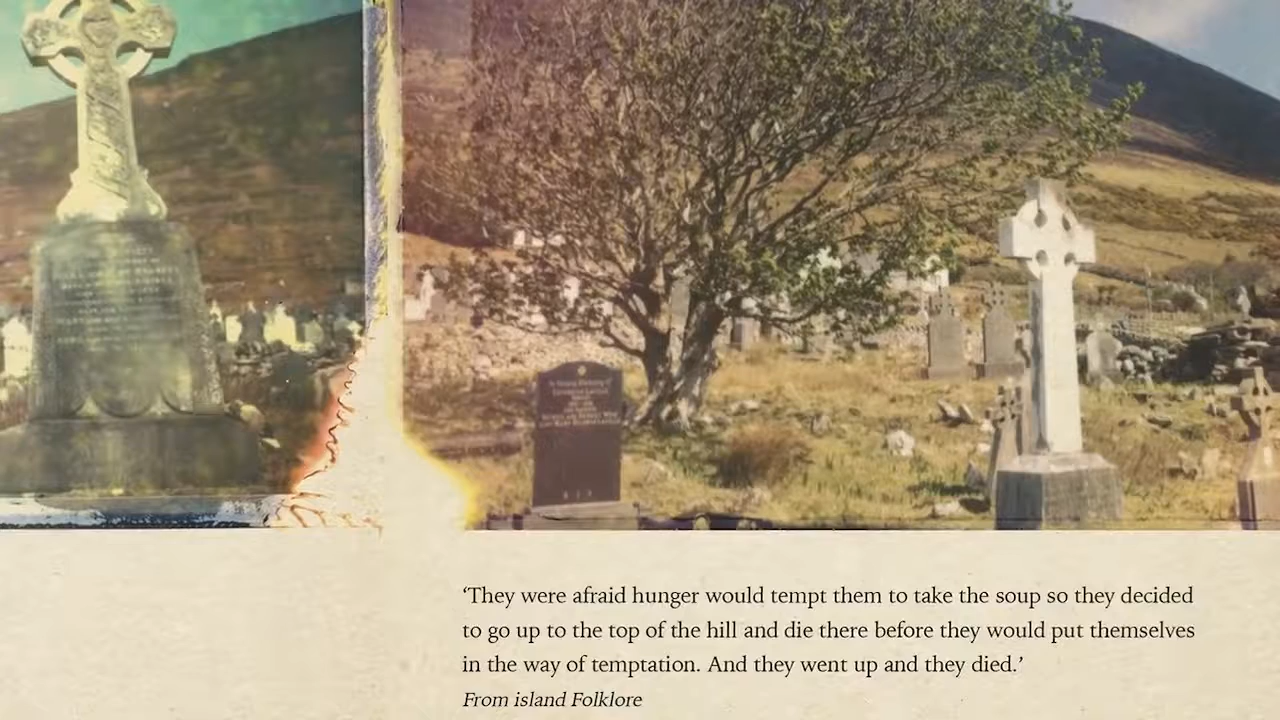 ‘They were afraid hunger would tempt them to take the soup so they decided
to go up to the top of the hill and die there before they would put themselves
in the way of temptation. And they went up and they died.’
From island Folklore